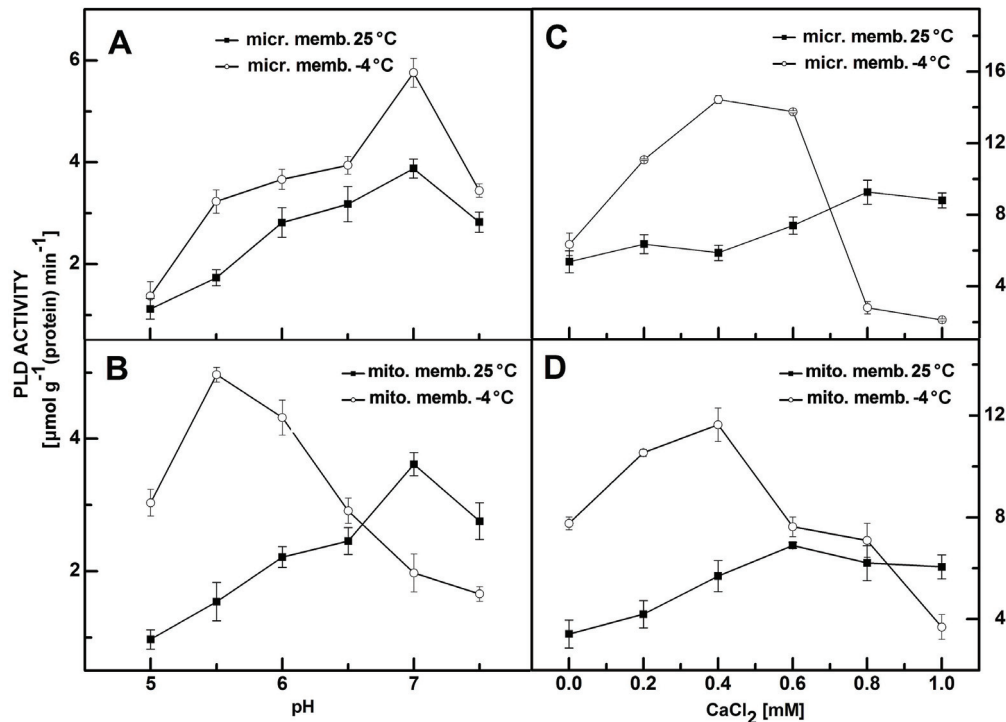 A
micr. memb. 25 °C
micr. memb. -4 °C
6
4
2
B
mito. memb. 25 °C
mito. memb. -4 °C
4
2
5 6 7
pH
PLD ACTIVITY
[µmol g⁻¹(protein) min⁻¹]
C
micr. memb. 25 °C
micr. memb. -4 °C
16
12
8
4
D
mito. memb. 25 °C
mito. memb. -4 °C
12
8
4
0.0 0.2 0.4 0.6 0.8 1.0
CaCl₂ [mM]